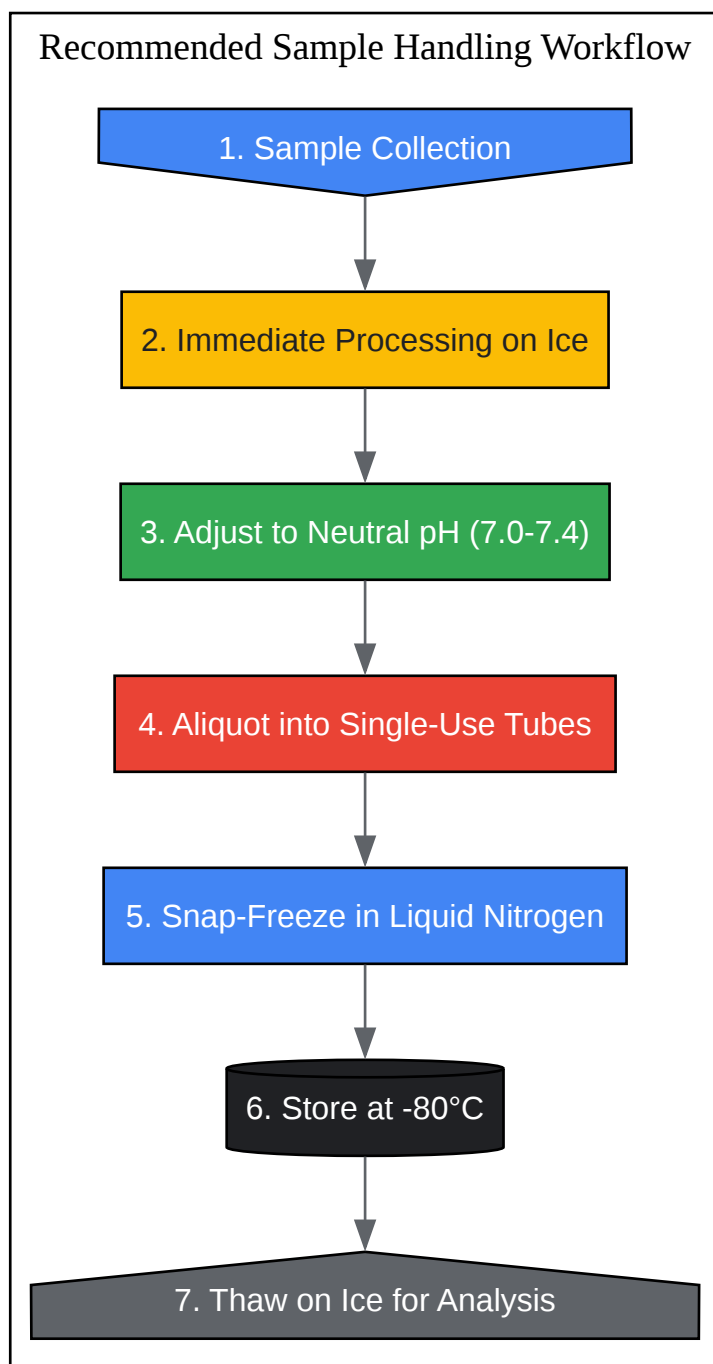 Recommended Sample Handling Workflow
1. Sample Collection
2. Immediate Processing on Ice
3. Adjust to Neutral pH (7.0-7.4)
4. Aliquot into Single-Use Tubes
5. Snap-Freeze in Liquid Nitrogen
6. Store at -80°C
7. Thaw on Ice for Analysis